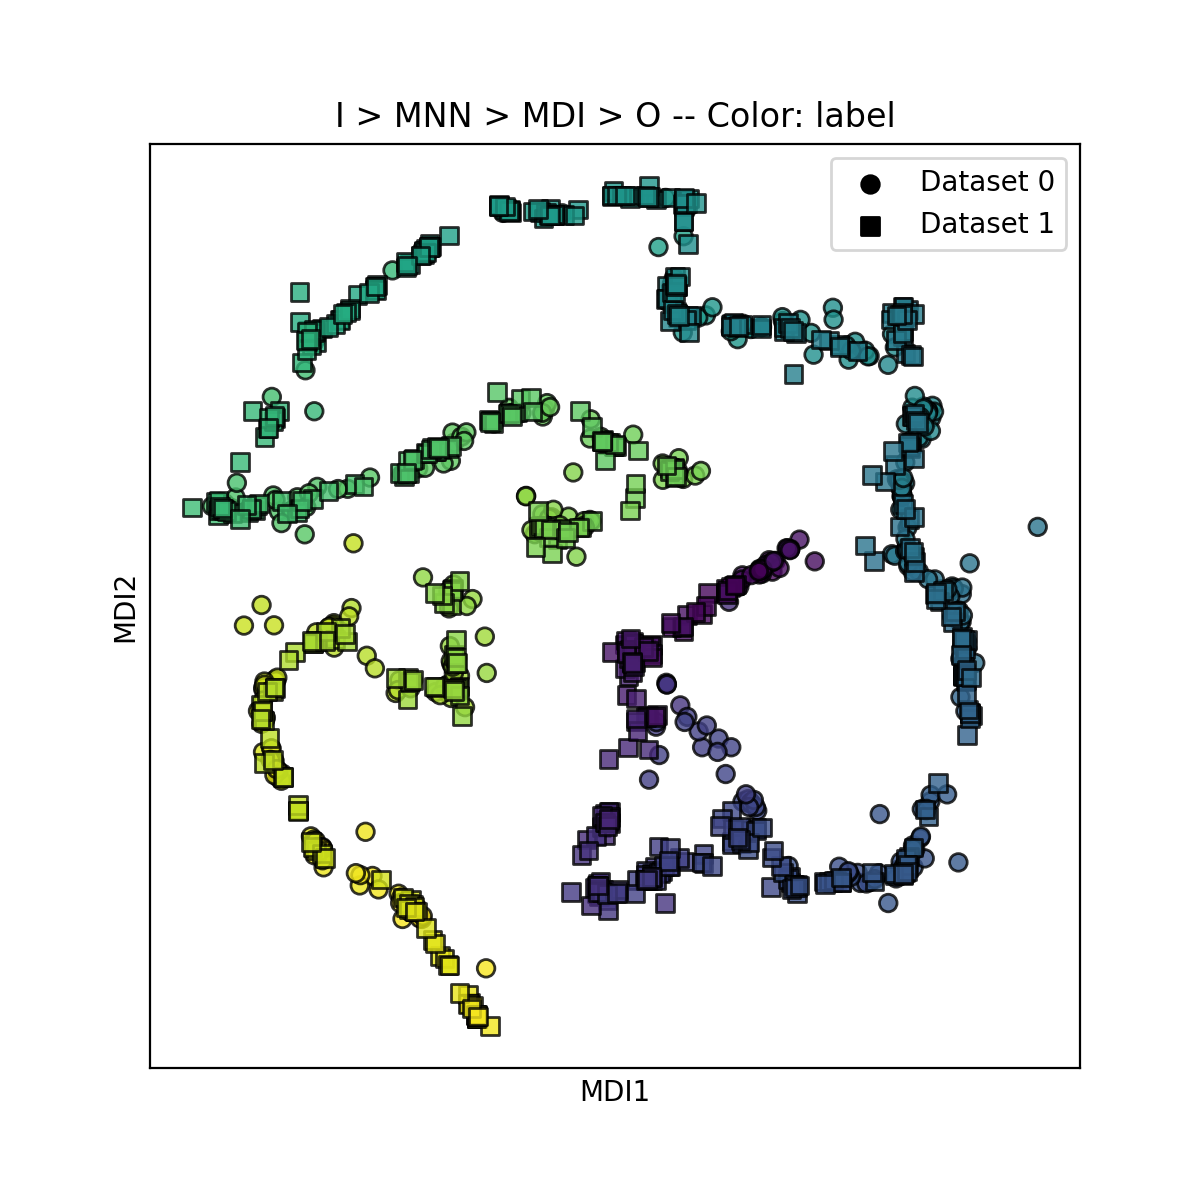 I > MNN > MDI > O -- Color: label
Dataset 0
Dataset 1
MDI2
MDI1